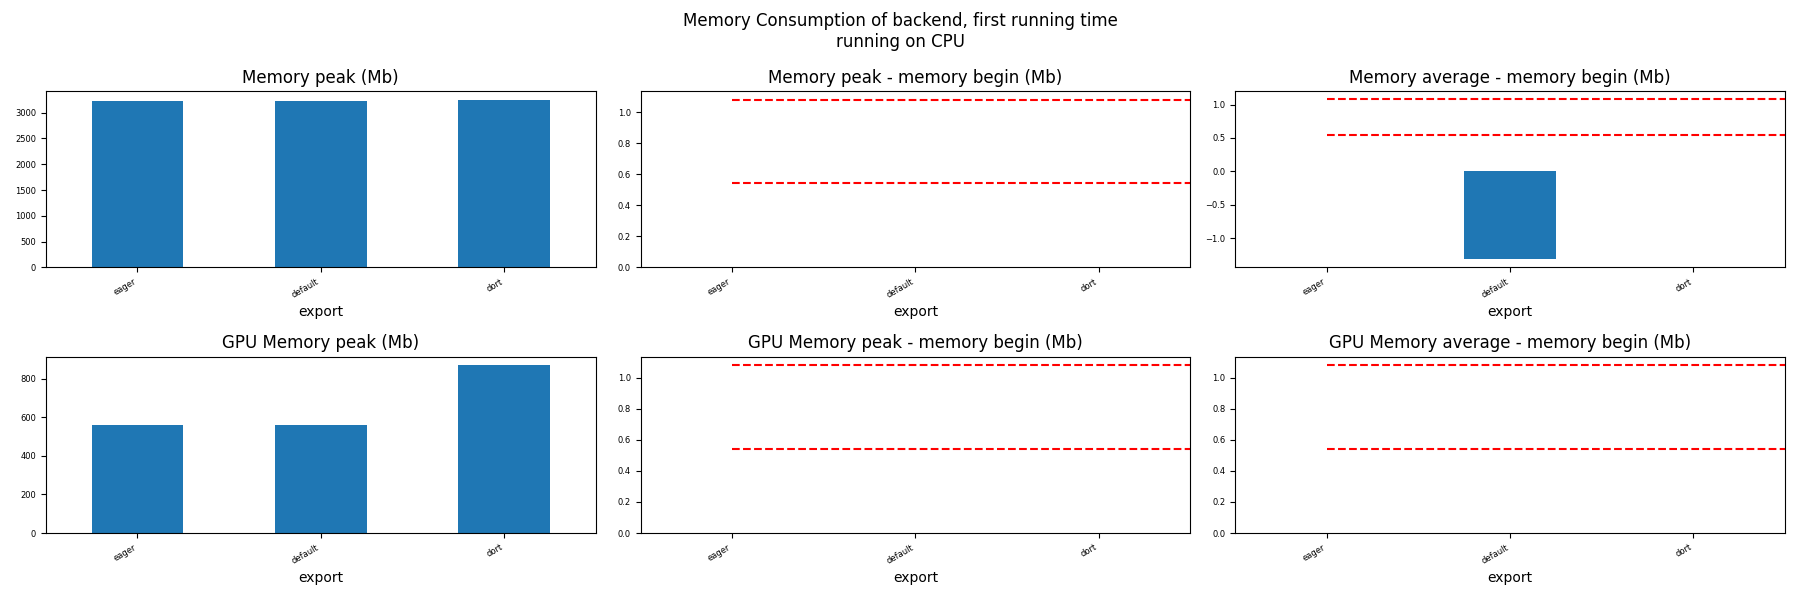 Memory Consumption of backend, first running time
running on CPU
Memory peak (Mb)
3000
2500
2000
1500
1000
500
0
eager
default
dort
export
Memory peak - memory begin (Mb)
1.0
0.8
0.6
0.4
0.2
0.0
eager
default
dort
export
Memory average - memory begin (Mb)
1.0
0.5
0.0
−0.5
−1.0
eager
default
dort
export
GPU Memory peak (Mb)
800
600
400
200
0
eager
default
dort
export
GPU Memory peak - memory begin (Mb)
1.0
0.8
0.6
0.4
0.2
0.0
eager
default
dort
export
GPU Memory average - memory begin (Mb)
1.0
0.8
0.6
0.4
0.2
0.0
eager
default
dort
export